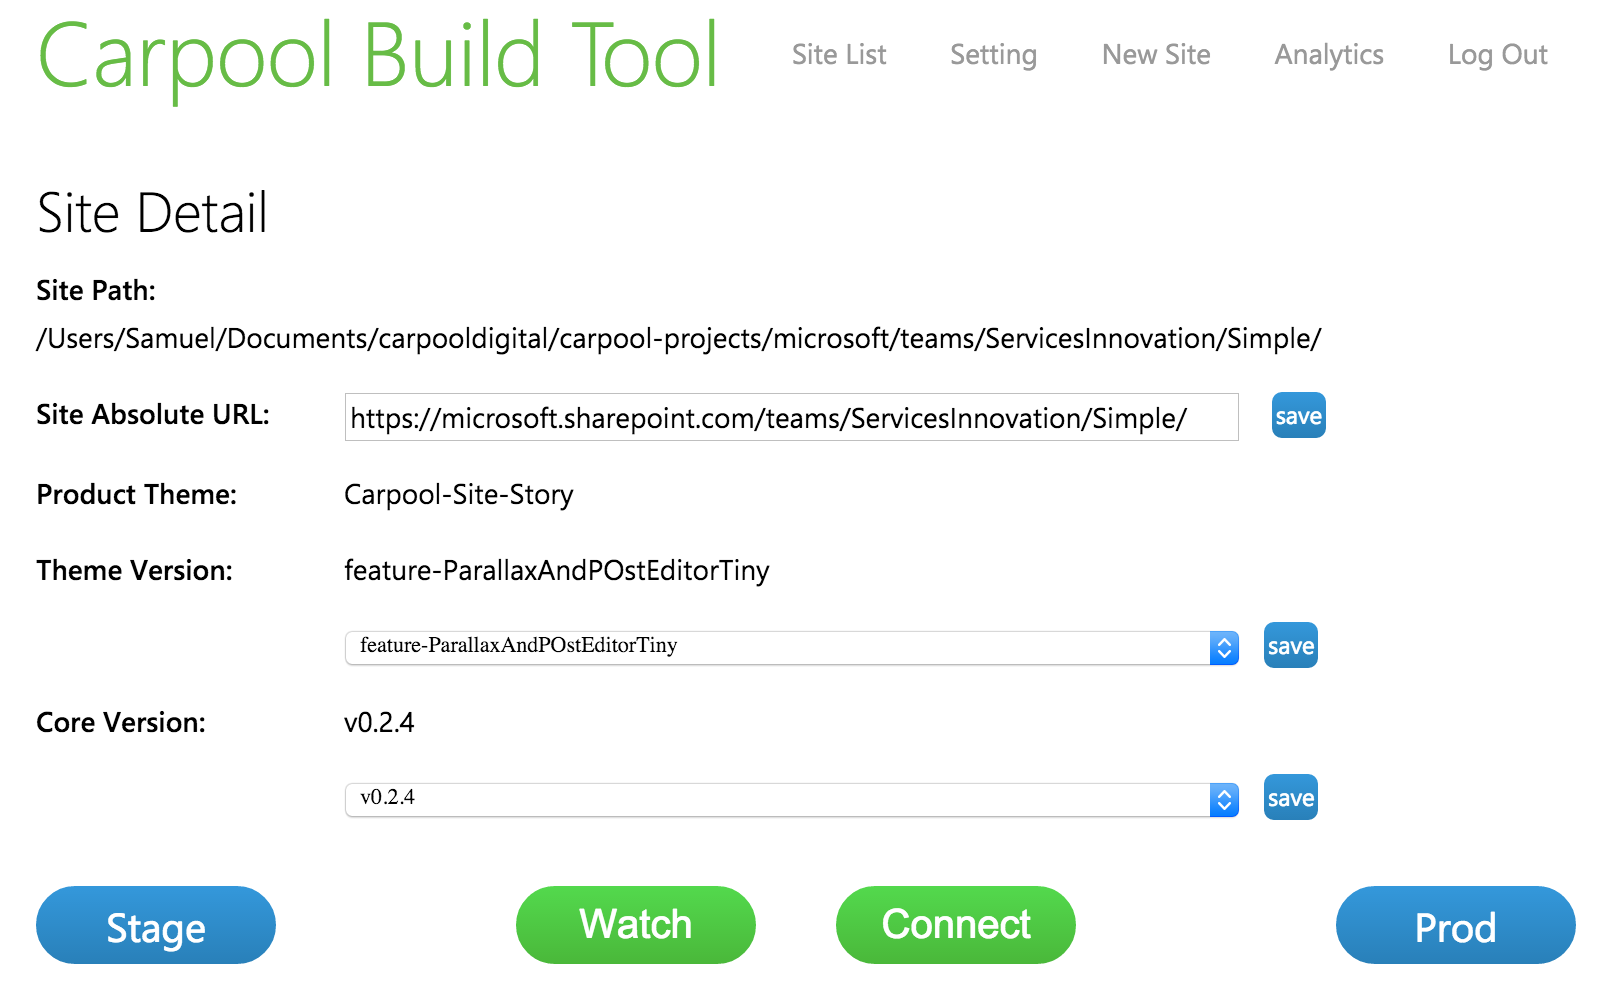 Carpool Build Tool Site List Setting New Site Analytics Log Out
Site Detail
Site Path:
/Users/Samuel/Documents/carpooldigital/carpool-projects/microsoft/teams/ServicesInnovation/Simple/
Site Absolute URL: https://microsoft.sharepoint.com/teams/ServicesInnovation/Simple/ save
Product Theme: Carpool-Site-Story
Theme Version: feature-ParallaxAndPOstEditorTiny
feature-ParallaxAndPOstEditorTiny save
Core Version: v0.2.4
v0.2.4 save
Stage Watch Connect Prod